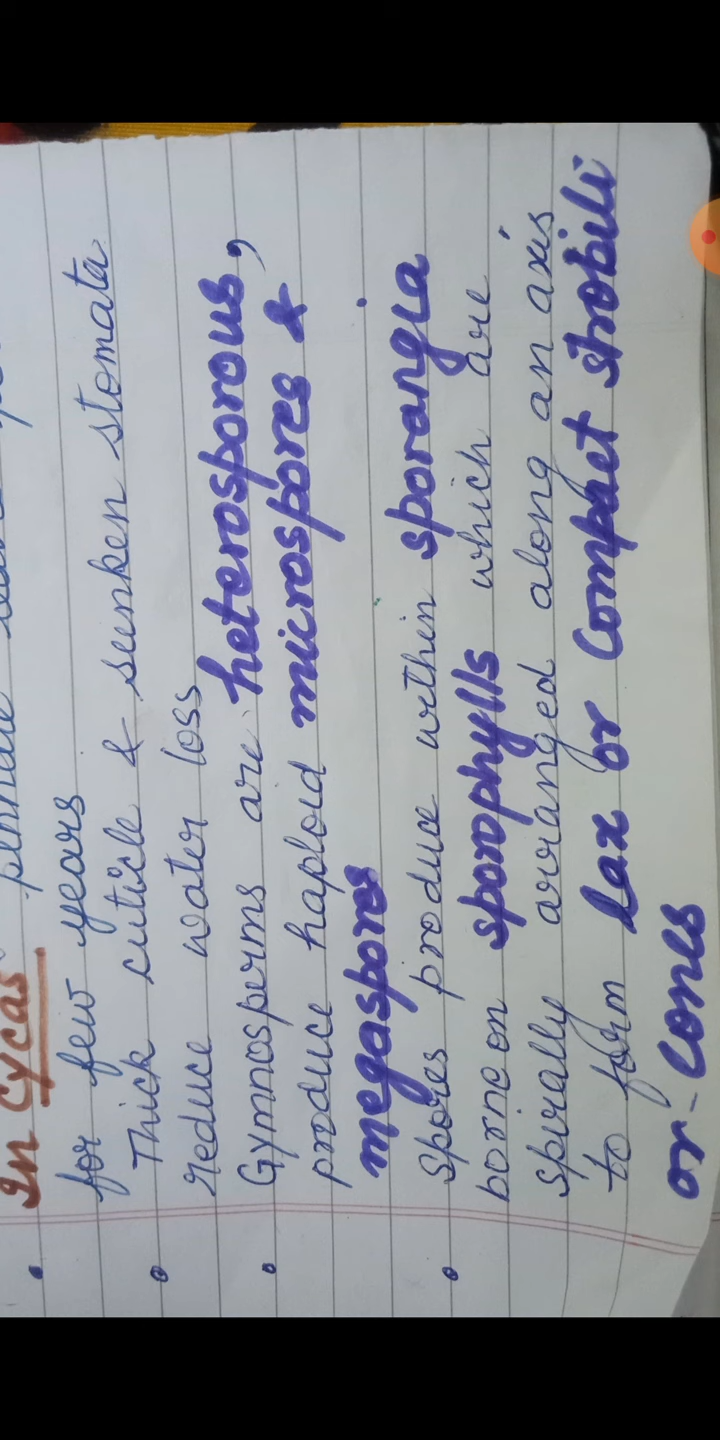 In Cycas pinnate
for few years
• Thick cuticle & sunken stomata
reduce water loss
• Gymnosperms are heterosporous,
produce haploid microspores &
megaspores
• Spores produce within sporangia
borne on sporophylls which are
spirally arranged along an axis
to form lax or Compact strobili
or - Cones